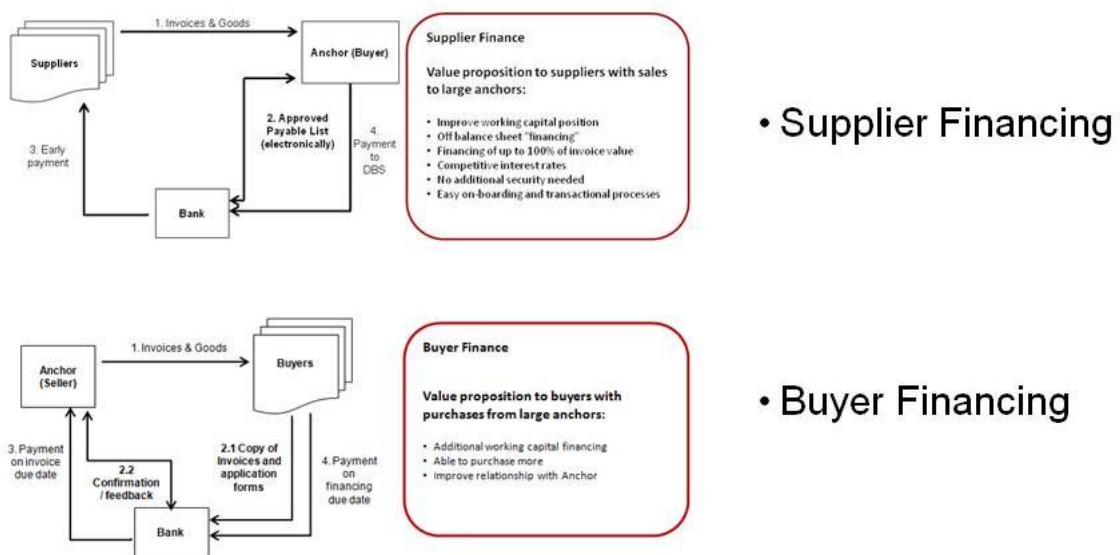 1. Invoices & Goods
Suppliers
Anchor (Buyer)
2. Approved
Payable List
(electronically)
4.
Payment
to
DBS
3. Early
payment
Bank
Supplier Finance
Value proposition to suppliers with sales
to large anchors:
• Improve working capital position
• Off balance sheet "financing"
• Financing of up to 100% of invoice value
• Competitive interest rates
• No additional security needed
• Easy on-boarding and transactional processes
• Supplier Financing
1. Invoices & Goods
Anchor
(Seller)
Buyers
3. Payment
on invoice
due date
2.2
Confirmation
/ feedback
2.1 Copy of
Invoices and
application
forms
4. Payment
on
financing
due date
Bank
Buyer Finance
Value proposition to buyers with
purchases from large anchors:
• Additional working capital financing
• Able to purchase more
• Improve relationship with Anchor
• Buyer Financing